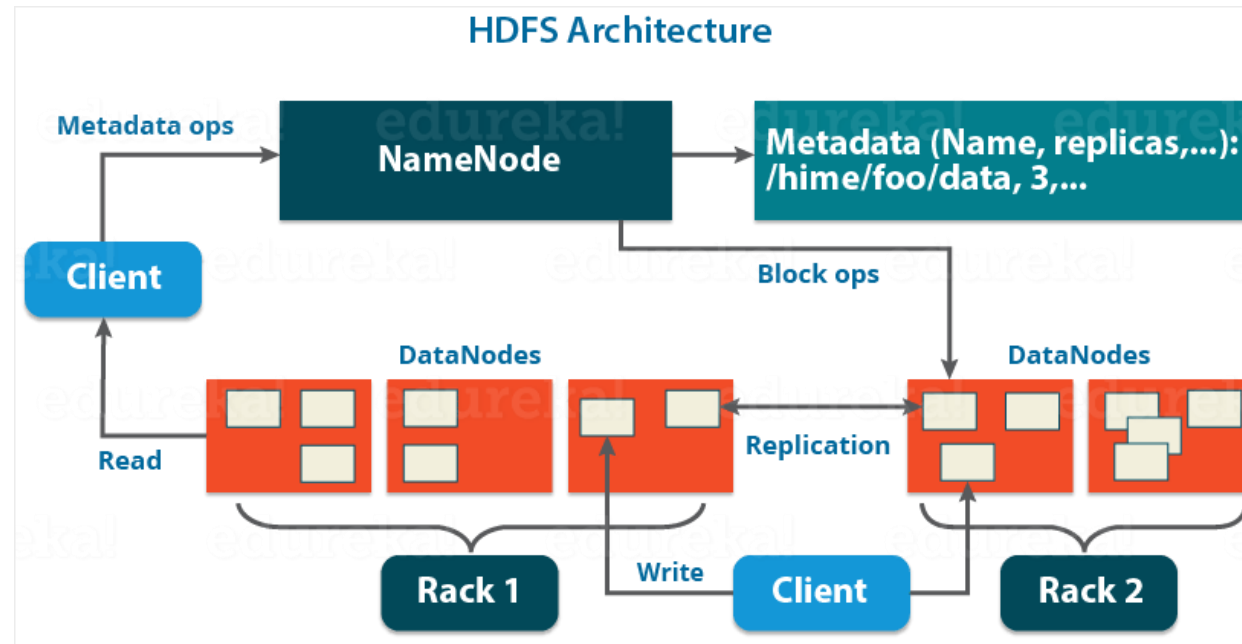 HDFS Architecture
Metadata ops
NameNode
Metadata (Name, replicas,...):
/hime/foo/data, 3,...
Client
Block ops
DataNodes
DataNodes
Read
Replication
Write
Rack 1
Client
Rack 2
edureka!